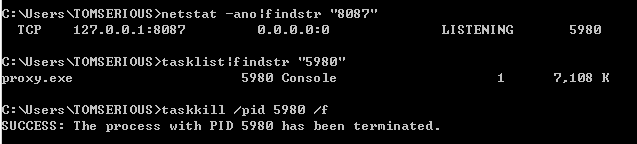 C:\Users\TOMSERIOUS>netstat -ano|findstr "8087"
TCP 127.0.0.1:8087 0.0.0.0:0 LISTENING 5980
C:\Users\TOMSERIOUS>tasklist|findstr "5980"
proxy.exe 5980 Console 1 7,108 K
C:\Users\TOMSERIOUS>taskkill /pid 5980 /f
SUCCESS: The process with PID 5980 has been terminated.